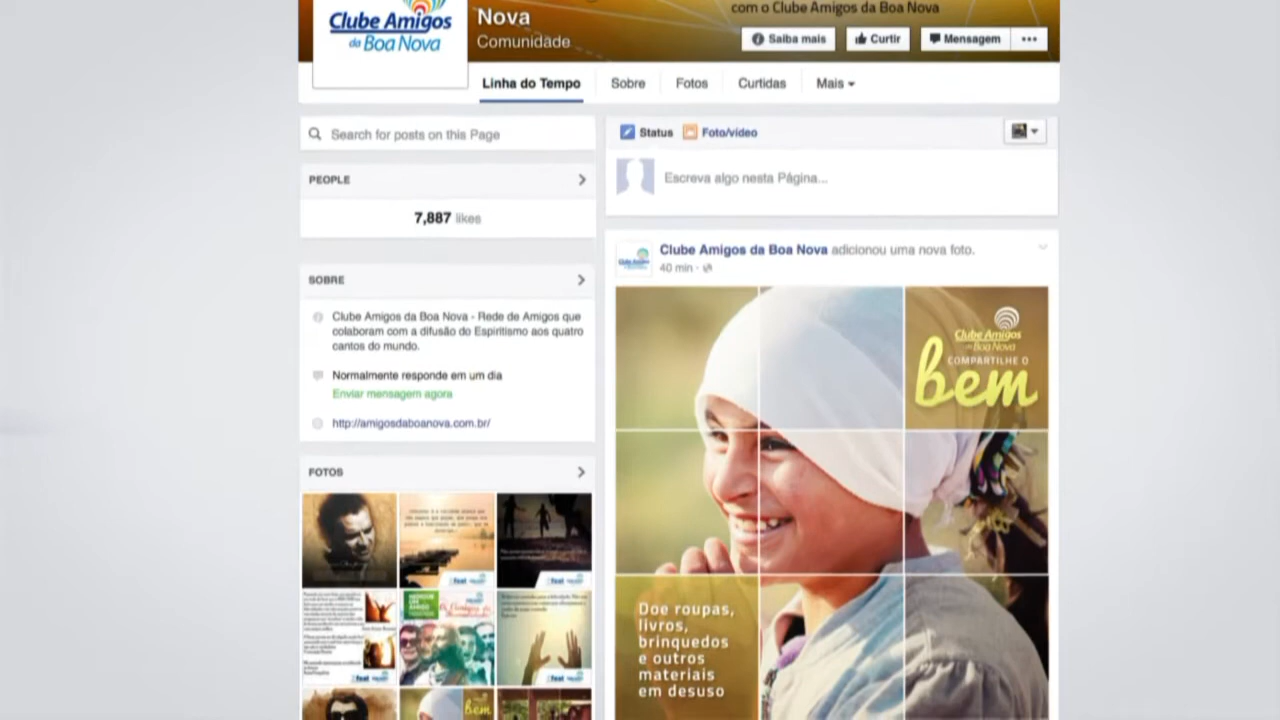 com o Clube Amigos da Boa Nova
Clube Amigos
da Boa Nova
Nova
Comunidade
Saiba mais
Curtir
Mensagem
Linha do Tempo
Sobre
Fotos
Curtidas
Mais
Search for posts on this Page
Status
Foto/vídeo
PEOPLE
Escreva algo nesta Página...
7,887 likes
Clube Amigos da Boa Nova adicionou uma nova foto.
40 min
SOBRE
Clube Amigos da Boa Nova - Rede de Amigos que
colaboram com a difusão do Espiritismo aos quatro
cantos do mundo.
Normalmente responde em um dia
Enviar mensagem agora
http://amigosdaboanova.com.br/
FOTOS
Clube Amigos
da Boa Nova
COMPARTILHE O
bem
Doe roupas,
livros,
brinquedos
e outros
materiais
em desuso
feal
feal
feal
feal
bem